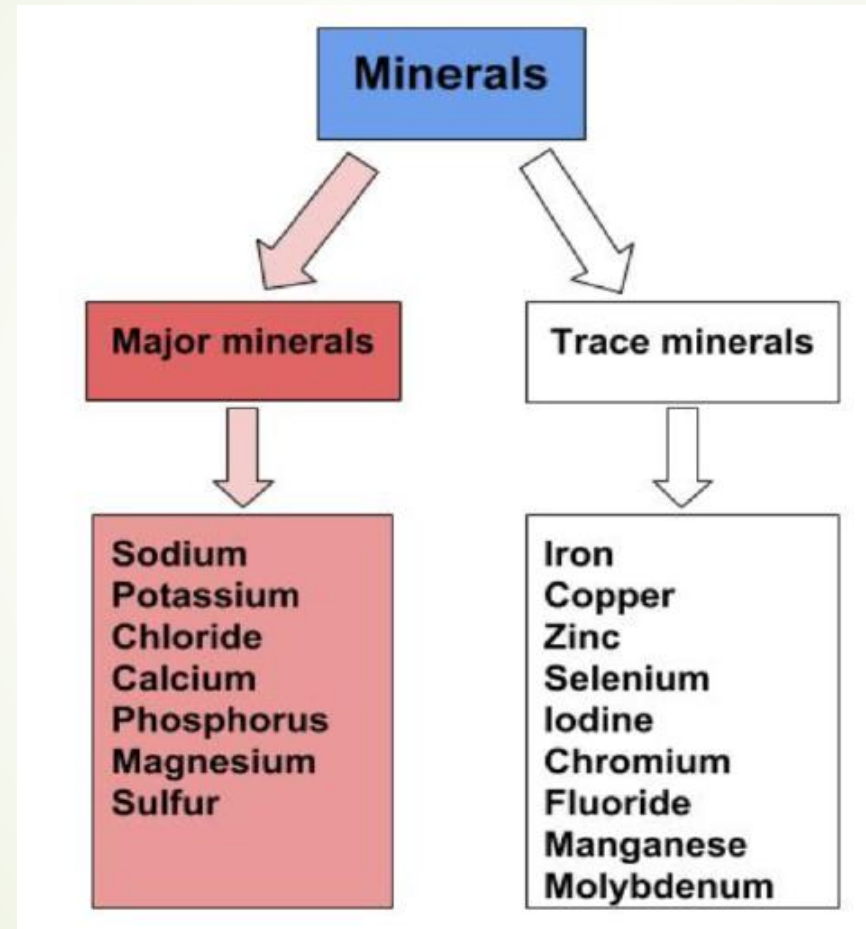 Minerals
Major minerals
Sodium
Potassium
Chloride
Calcium
Phosphorus
Magnesium
Sulfur
Trace minerals
Iron
Copper
Zinc
Selenium
Iodine
Chromium
Fluoride
Manganese
Molybdenum